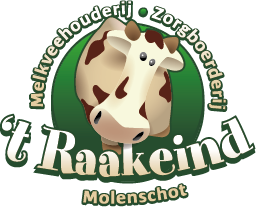 Melkveehouderij • Zorgboerderij
't Raakeind
Molenschot